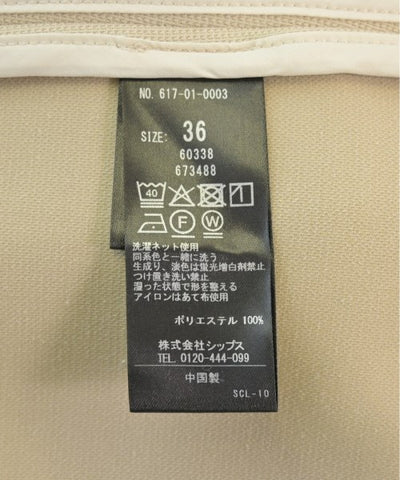 NO. 617-01-0003
SIZE: 36
60338
673488
40
F W
洗濯ネット使用
同系色と一緒に洗う
生成り、淡色は蛍光増白剤禁止
つけ置き洗い禁止
湿った状態で形を整える
アイロンはあて布使用
ポリエステル 100%
株式会社シップス
TEL. 0120-444-099
中国製
SCL-10